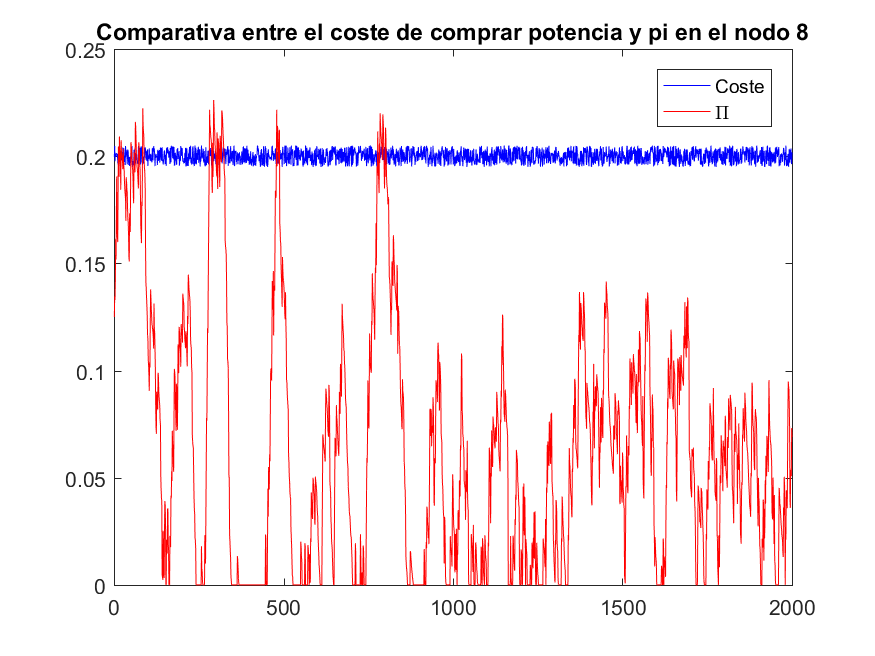 Comparativa entre el coste de comprar potencia y pi en el nodo 8
0.25
Coste
Π
0.2
0.15
0.1
0.05
0
0 500 1000 1500 2000